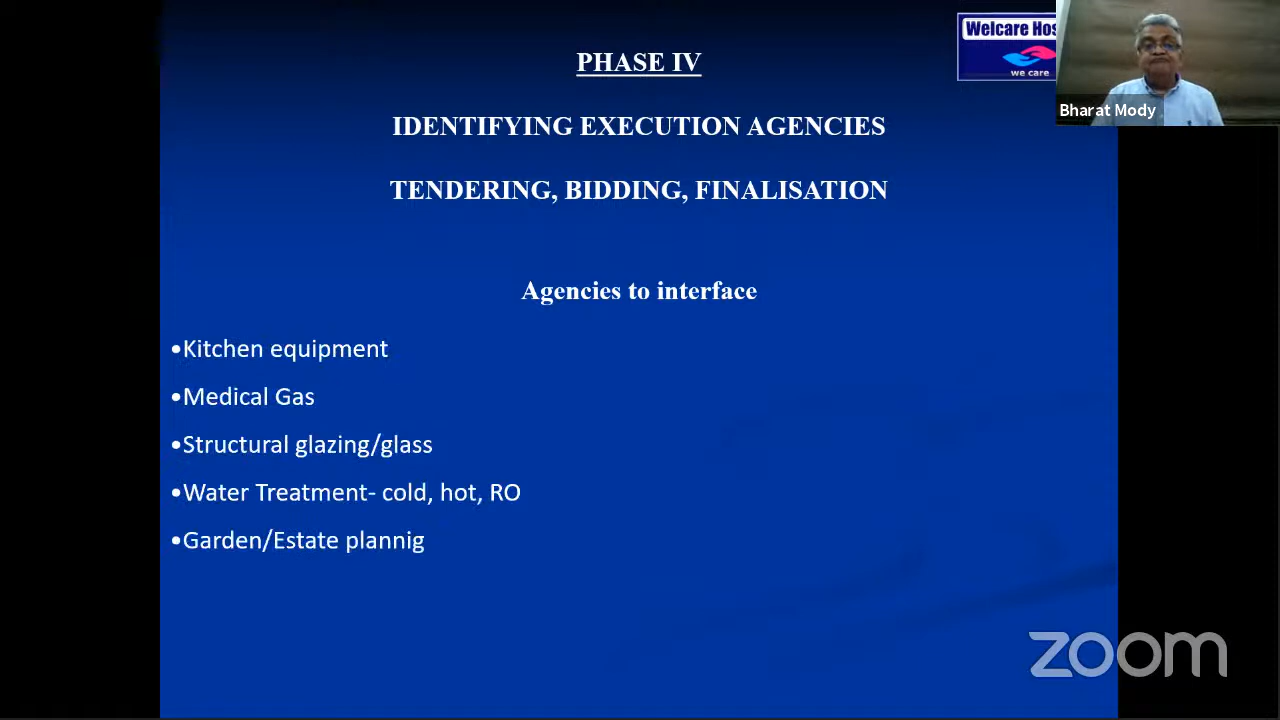 PHASE IV
Welcare Hos
we care
Bharat Mody
IDENTIFYING EXECUTION AGENCIES
TENDERING, BIDDING, FINALISATION
Agencies to interface
•Kitchen equipment
•Medical Gas
•Structural glazing/glass
•Water Treatment- cold, hot, RO
•Garden/Estate plannig
zoom